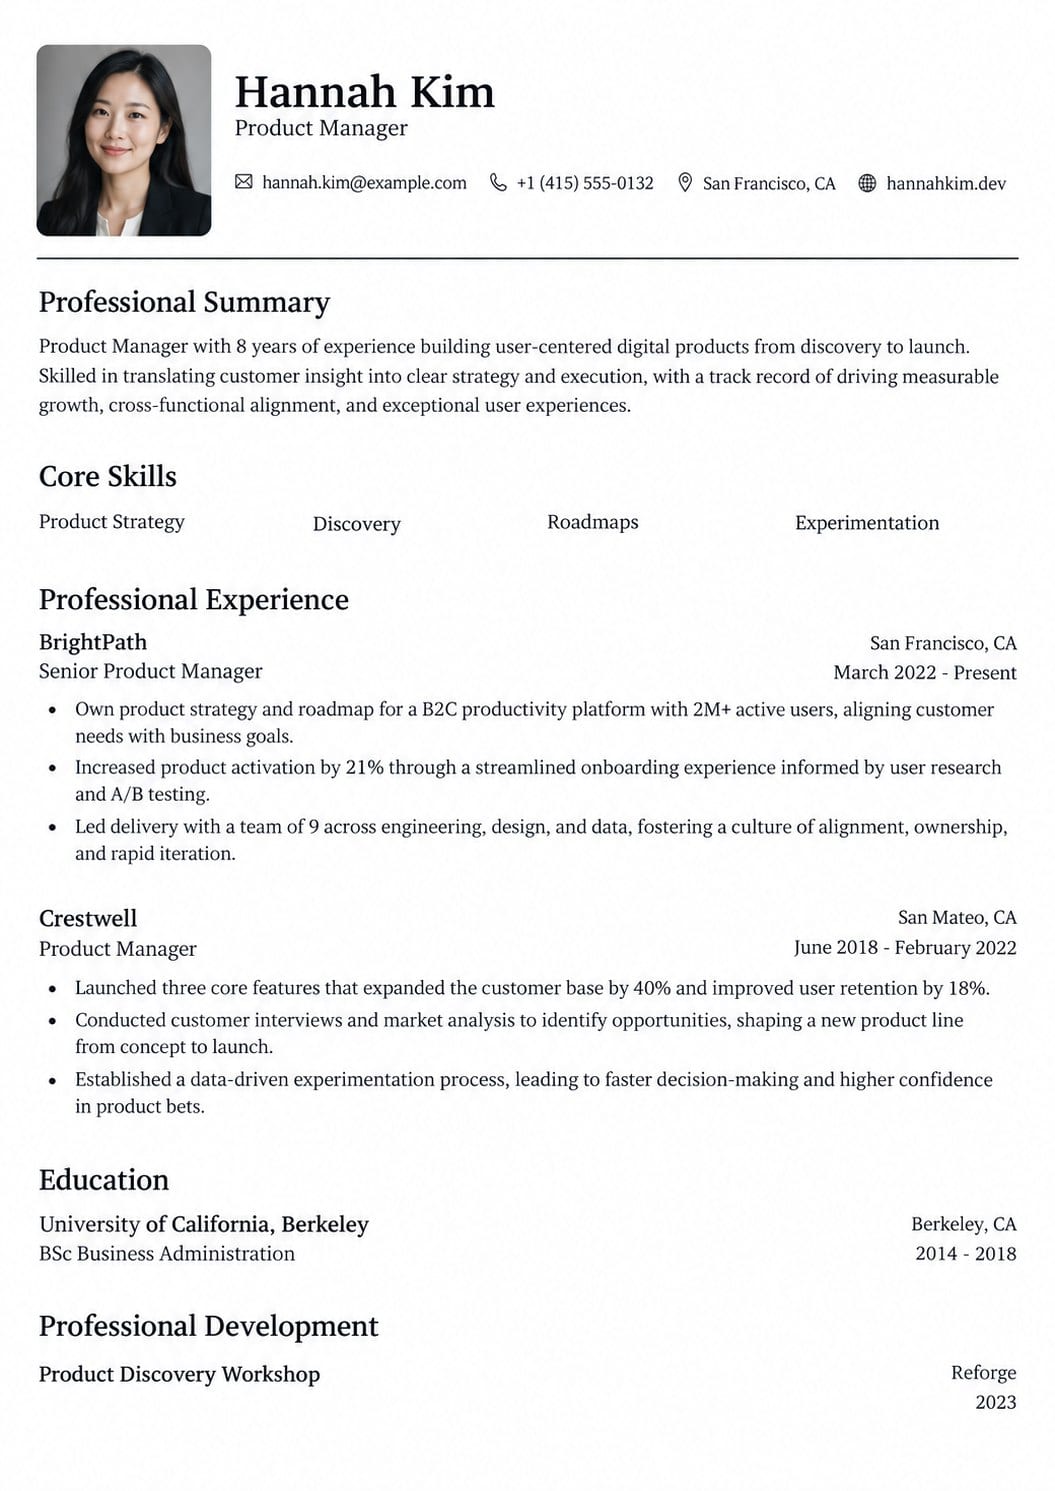 Hannah Kim
Product Manager
hannah.kim@example.com +1 (415) 555-0132 San Francisco, CA hannahkim.dev
Professional Summary
Product Manager with 8 years of experience building user-centered digital products from discovery to launch.
Skilled in translating customer insight into clear strategy and execution, with a track record of driving measurable
growth, cross-functional alignment, and exceptional user experiences.
Core Skills
Product Strategy Discovery Roadmaps Experimentation
Professional Experience
BrightPath San Francisco, CA
Senior Product Manager March 2022 - Present
• Own product strategy and roadmap for a B2C productivity platform with 2M+ active users, aligning customer
needs with business goals.
• Increased product activation by 21% through a streamlined onboarding experience informed by user research
and A/B testing.
• Led delivery with a team of 9 across engineering, design, and data, fostering a culture of alignment, ownership,
and rapid iteration.
Crestwell San Mateo, CA
Product Manager June 2018 - February 2022
• Launched three core features that expanded the customer base by 40% and improved user retention by 18%.
• Conducted customer interviews and market analysis to identify opportunities, shaping a new product line
from concept to launch.
• Established a data-driven experimentation process, leading to faster decision-making and higher confidence
in product bets.
Education
University of California, Berkeley Berkeley, CA
BSc Business Administration 2014 - 2018
Professional Development
Product Discovery Workshop Reforge
2023